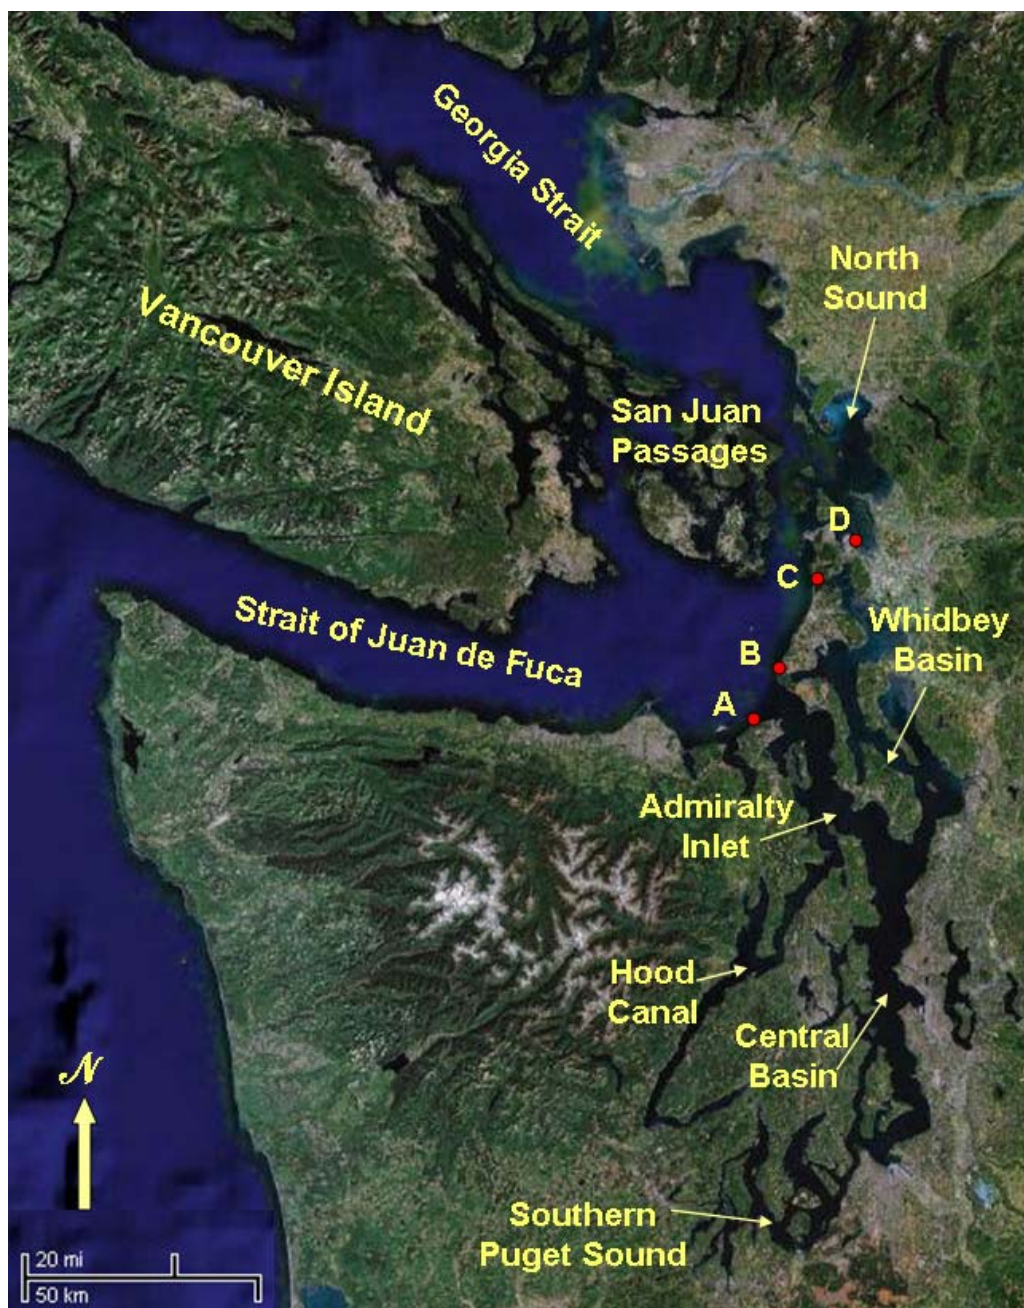 Georgia Strait
North
Sound
Vancouver Island
San Juan
Passages
D
C
Strait of Juan de Fuca
Whidbey
Basin
B
A
Admiralty
Inlet
Hood
Canal
Central
Basin
N
Southern
Puget Sound
20 mi
50 km